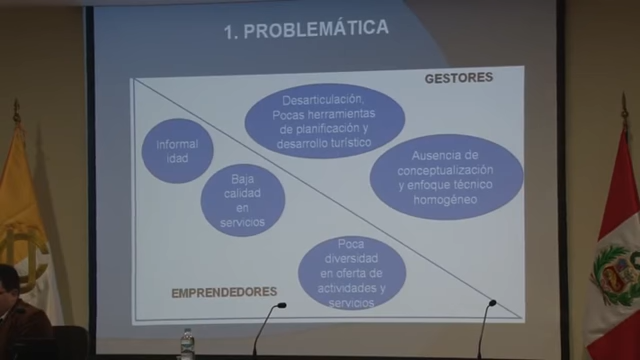 1. PROBLEMÁTICA
GESTORES
Desarticulación,
Pocas herramientas
de planificación y
desarrollo turístico
Informal
idad
Ausencia de
conceptualización
y enfoque técnico
homogéneo
Baja
calidad
en
servicios
Poca
diversidad
en oferta de
actividades y
servicios
EMPRENDEDORES